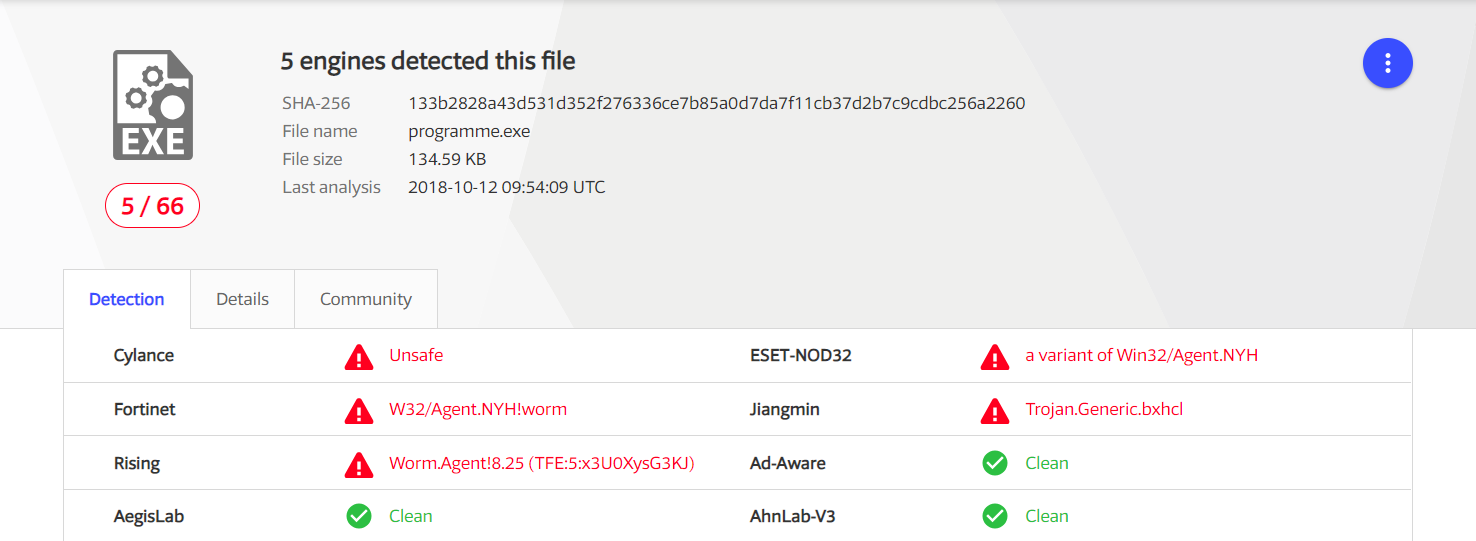 5 engines detected this file
SHA-256 133b2828a43d531d352f276336ce7b85a0d7da7f11cb37d2b7c9cdbc256a2260
File name programme.exe
File size 134.59 KB
Last analysis 2018-10-12 09:54:09 UTC
EXE
5 / 66
Detection Details Community
Cylance Unsafe ESET-NOD32 a variant of Win32/Agent.NYH
Fortinet W32/Agent.NYH!worm Jiangmin Trojan.Generic.bxhcl
Rising Worm.Agent!8.25 (TFE:5:x3U0XysG3KJ) Ad-Aware Clean
AegisLab Clean AhnLab-V3 Clean